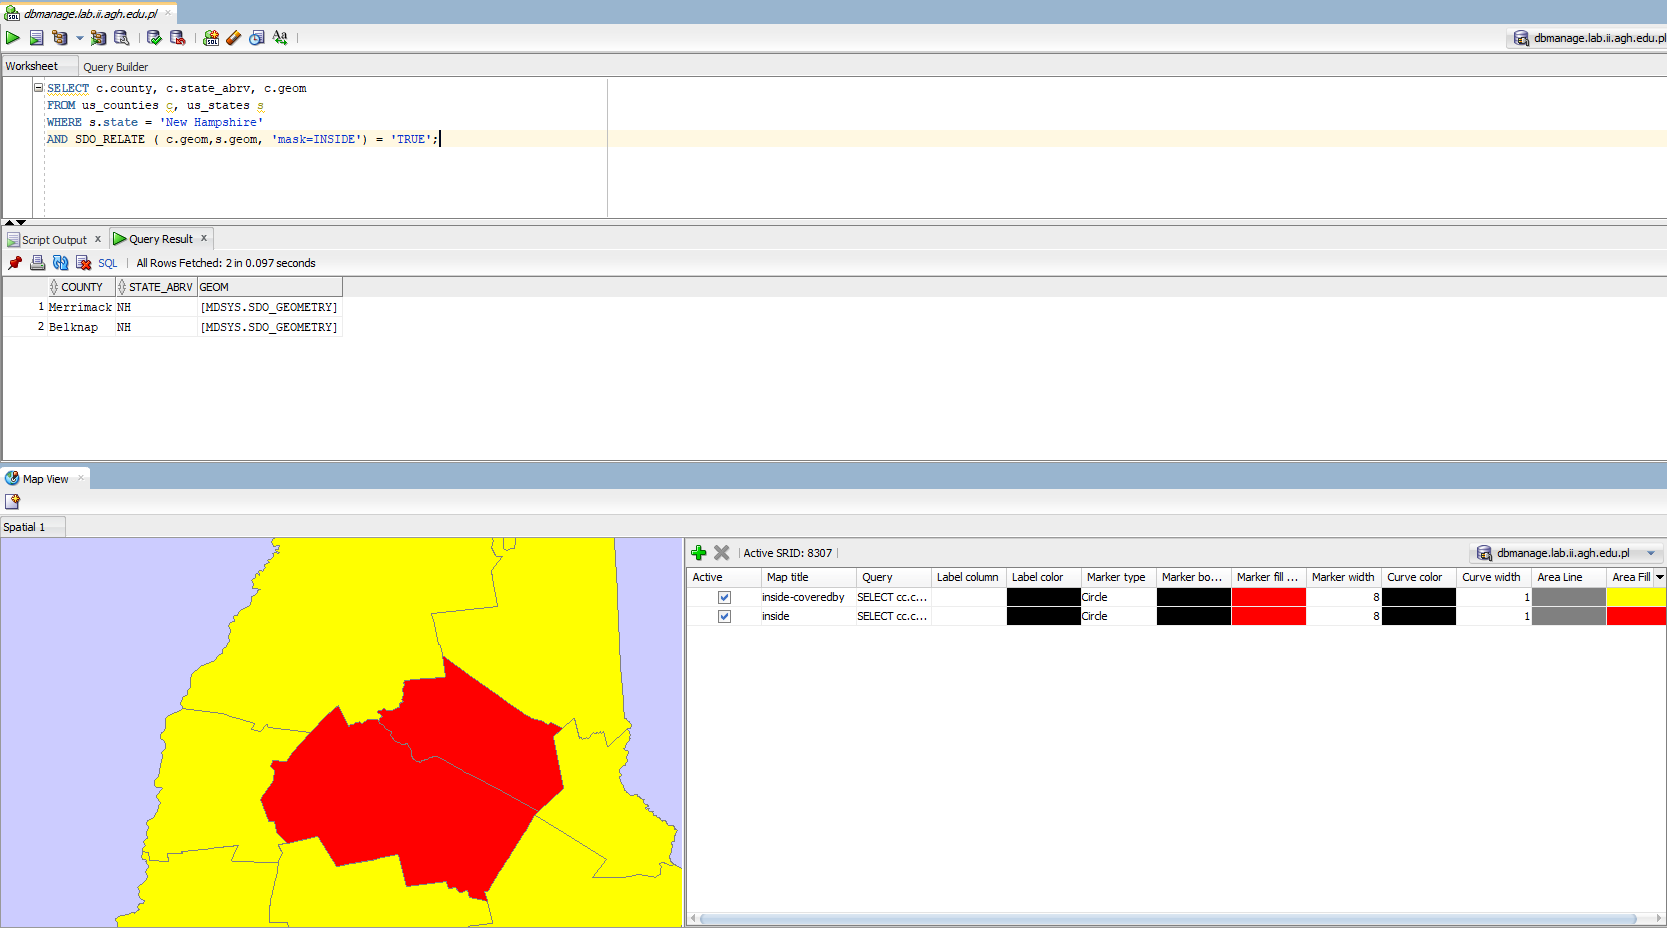 dbmanage.lab.ii.agh.edu.pl
dbmanage.lab.ii.agh.edu.pl
Worksheet Query Builder
SELECT c.county, c.state_abrv, c.geom
FROM us_counties c, us_states s
WHERE s.state = 'New Hampshire'
AND SDO_RELATE ( c.geom,s.geom, 'mask=INSIDE') = 'TRUE';
Script Output x Query Result x
SQL All Rows Fetched: 2 in 0.097 seconds
COUNTY STATE_ABRV GEOM
1 Merrimack NH [MDSYS.SDO_GEOMETRY]
2 Belknap NH [MDSYS.SDO_GEOMETRY]
Map View
Spatial 1
Active SRID: 8307 dbmanage.lab.ii.agh.edu.pl
Active Map title Query Label column Label color Marker type Marker bo... Marker fill ... Marker width Curve color Curve width Area Line Area Fill
inside-coveredby SELECT cc.c... Circle 8 1
inside SELECT cc.c... Circle 8 1